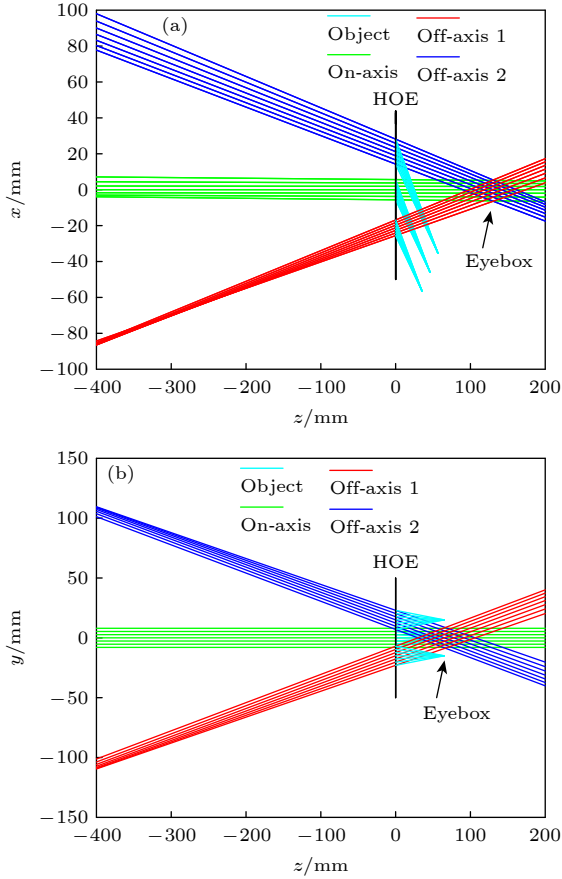 (a)
Object Off-axis 1
On-axis Off-axis 2
HOE
Eyebox
100
80
60
40
20
0
−20
−40
−60
−80
−100
x/mm
−400 −300 −200 −100 0 100 200
z/mm
(b)
Object Off-axis 1
On-axis Off-axis 2
HOE
Eyebox
150
100
50
0
−50
−100
−150
y/mm
−400 −300 −200 −100 0 100 200
z/mm